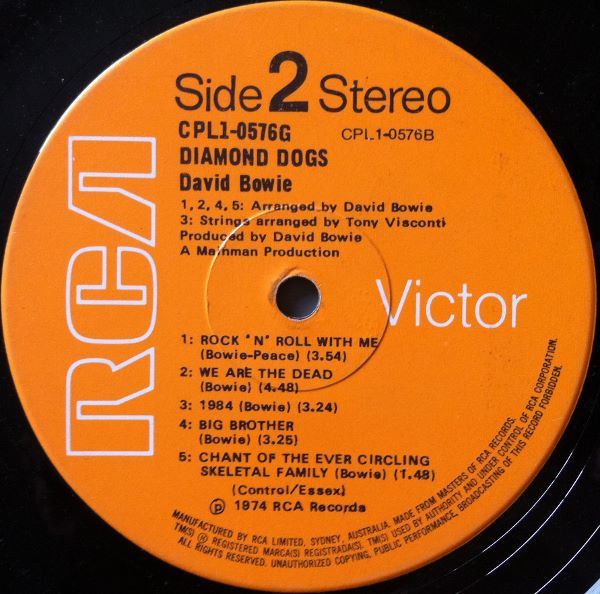 Side 2 Stereo
CPL1-0576G
CPL1-0576B
DIAMOND DOGS
David Bowie
1, 2, 4, 5: Arranged by David Bowie
3: Strings arranged by Tony Visconti
Produced by David Bowie
A Mainman Production
RCA
Victor
1: ROCK 'N' ROLL WITH ME
(Bowie-Peace) (3.54)
2: WE ARE THE DEAD
(Bowie) (4.48)
3: 1984 (Bowie) (3.24)
4: BIG BROTHER
(Bowie) (3.25)
5: CHANT OF THE EVER CIRCLING
SKELETAL FAMILY (Bowie) (1.48)
(Control/Essex)
℗ 1974 RCA Records
MANUFACTURED BY RCA LIMITED, SYDNEY, AUSTRALIA. MADE FROM MASTERS OF RCA RECORDS.
TM(S) ® REGISTERED MARCA(S) REGISTRADA(S). TM(S) USED BY AUTHORITY AND UNDER CONTROL OF RCA CORPORATION.
ALL RIGHTS REGISTERED. UNAUTHORIZED COPYING, PUBLIC PERFORMANCE, BROADCASTING OF THIS RECORD FORBIDDEN.